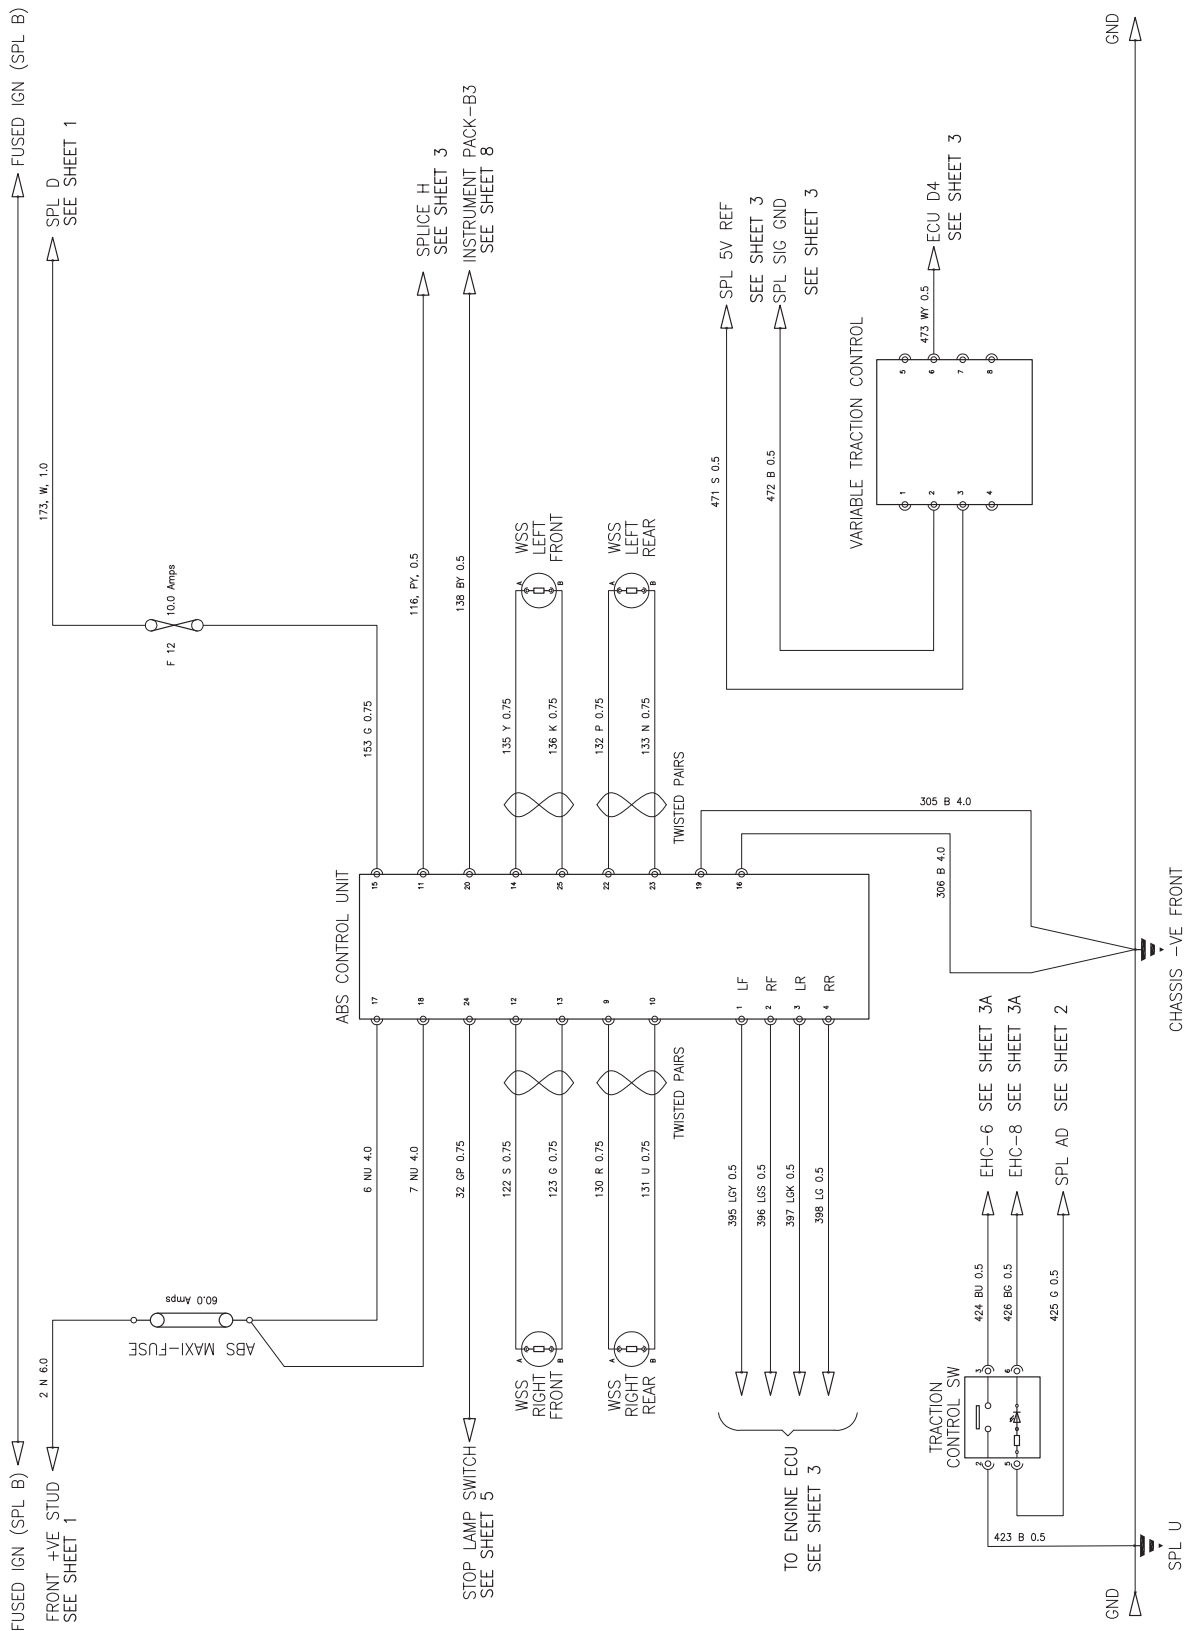 FUSED IGN (SPL B)
FUSED IGN (SPL B)
FRONT +VE STUD
SEE SHEET 1
2 N 6.0
60.0 Amps
ABS MAXI-FUSE
SPL D
SEE SHEET 1
173, W, 1.0
F 12
10.0 Amps
153 G 0.75
6 NU 4.0
7 NU 4.0
32 GP 0.75
STOP LAMP SWITCH
SEE SHEET 5
ABS CONTROL UNIT
17
18
24
12
13
9
10
1
2
3
4
LF
RF
LR
RR
15
11
20
14
25
22
23
19
16
116, PY, 0.5
SPLICE H
SEE SHEET 3
138 BY 0.5
INSTRUMENT PACK-B3
SEE SHEET 8
122 S 0.75
123 G 0.75
A
B
WSS
RIGHT
FRONT
130 R 0.75
131 U 0.75
A
B
WSS
RIGHT
REAR
TWISTED PAIRS
135 Y 0.75
136 K 0.75
A
B
WSS
LEFT
FRONT
132 P 0.75
133 N 0.75
A
B
WSS
LEFT
REAR
TWISTED PAIRS
395 LGY 0.5
396 LGS 0.5
397 LGK 0.5
398 LG 0.5
TO ENGINE ECU
SEE SHEET 3
305 B 4.0
306 B 4.0
471 S 0.5
SPL 5V REF
SEE SHEET 3
472 B 0.5
SPL SIG GND
SEE SHEET 3
VARIABLE TRACTION CONTROL
1
2
3
4
5
6
7
8
473 WY 0.5
ECU D4
SEE SHEET 3
TRACTION
CONTROL SW
2
5
3
6
424 BU 0.5
EHC-6 SEE SHEET 3A
426 BG 0.5
EHC-8 SEE SHEET 3A
425 G 0.5
SPL AD SEE SHEET 2
423 B 0.5
GND
GND
SPL U
CHASSIS -VE FRONT